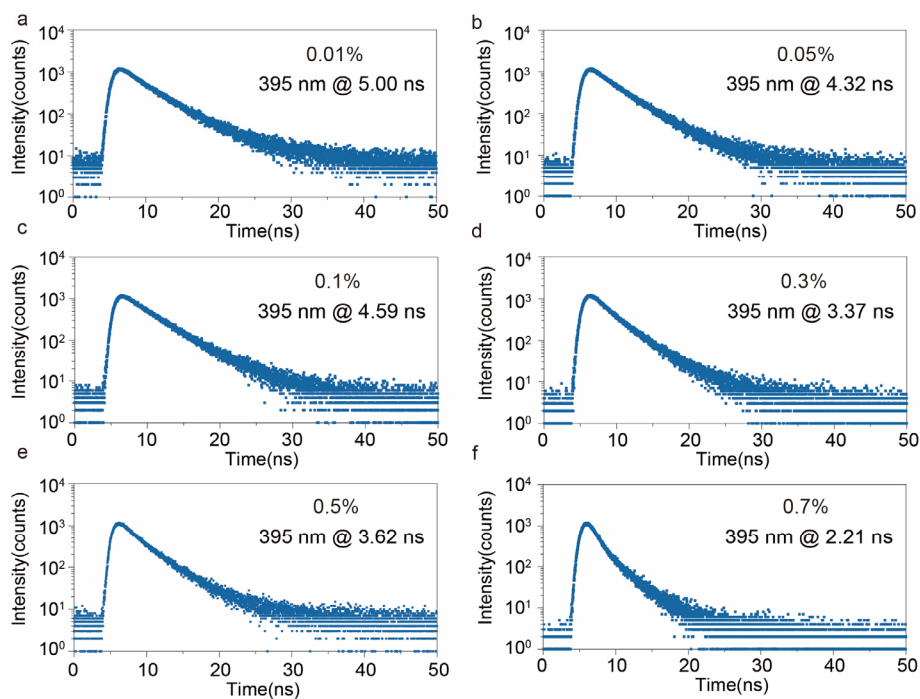 a
0.01%
395 nm @ 5.00 ns
Intensity(counts)
10⁴
10³
10²
10¹
10⁰
0 10 20 30 40 50
Time(ns)
b
0.05%
395 nm @ 4.32 ns
Intensity(counts)
10⁴
10³
10²
10¹
10⁰
0 10 20 30 40 50
Time(ns)
c
0.1%
395 nm @ 4.59 ns
Intensity(counts)
10⁴
10³
10²
10¹
10⁰
0 10 20 30 40 50
Time(ns)
d
0.3%
395 nm @ 3.37 ns
Intensity(counts)
10⁴
10³
10²
10¹
10⁰
0 10 20 30 40 50
Time(ns)
e
0.5%
395 nm @ 3.62 ns
Intensity(counts)
10⁴
10³
10²
10¹
10⁰
0 10 20 30 40 50
Time(ns)
f
0.7%
395 nm @ 2.21 ns
Intensity(counts)
10⁴
10³
10²
10¹
10⁰
0 10 20 30 40 50
Time(ns)